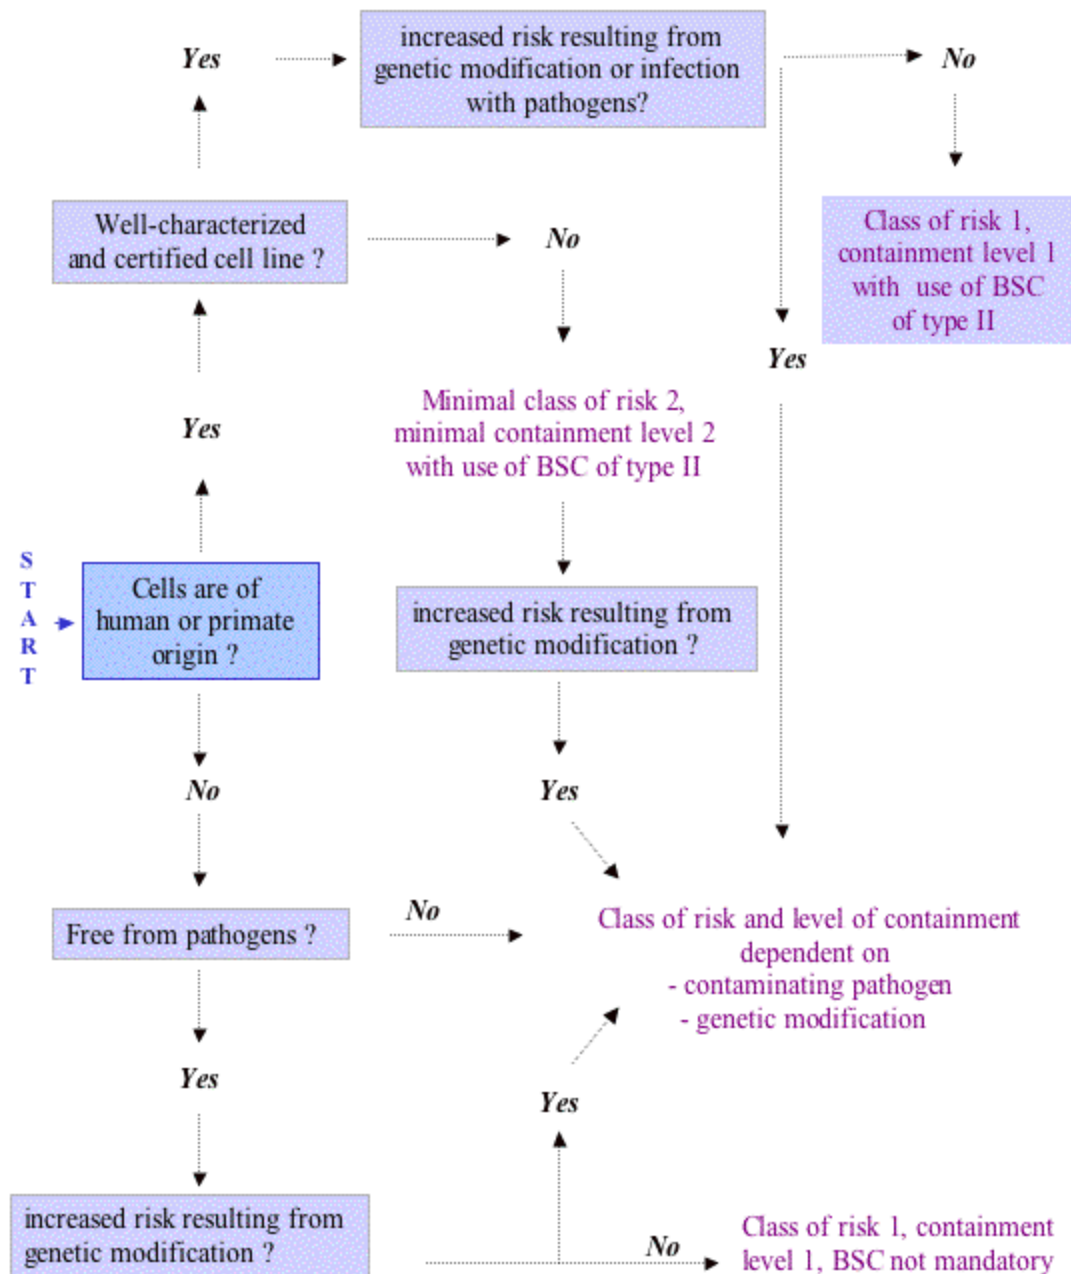 increased risk resulting from
genetic modification or infection
with pathogens?
Yes
No
Well-characterized
and certified cell line ?
No
Class of risk 1,
containment level 1
with use of BSC
of type II
Yes
Yes
Minimal class of risk 2,
minimal containment level 2
with use of BSC of type II
START
Cells are of
human or primate
origin ?
increased risk resulting from
genetic modification ?
No
Yes
Free from pathogens ?
No
Class of risk and level of containment
dependent on
- contaminating pathogen
- genetic modification
Yes
Yes
increased risk resulting from
genetic modification ?
No
Class of risk 1, containment
level 1, BSC not mandatory